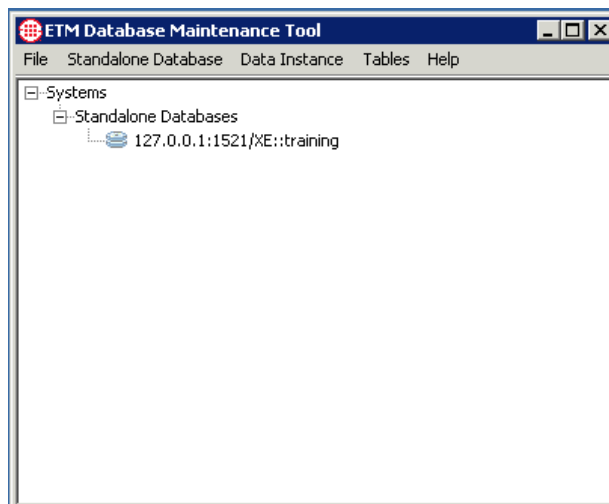 ETM Database Maintenance Tool
File Standalone Database Data Instance Tables Help
Systems
Standalone Databases
127.0.0.1:1521/XE::training